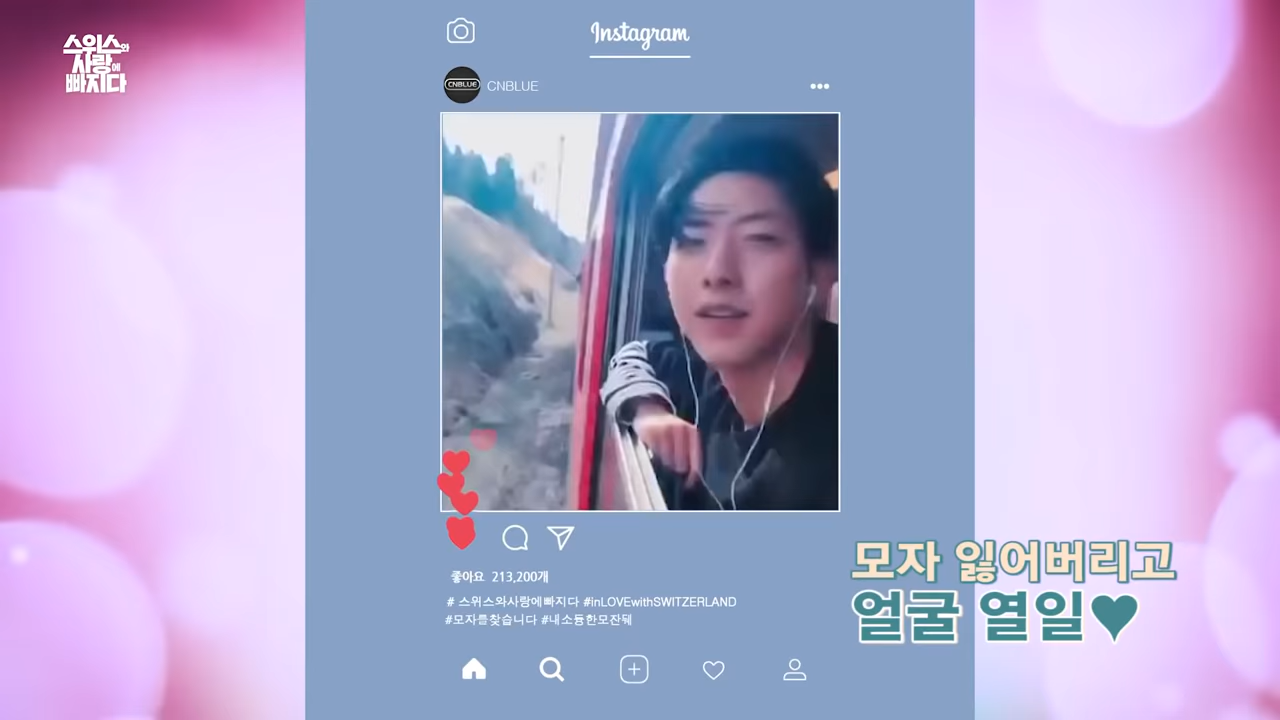 스위스와
사랑에
빠지다
Instagram
CNBLUE
CNBLUE
좋아요 213,200개
# 스위스와사랑에빠지다 #inLOVEwithSWITZERLAND
#모자를찾습니다 #내소듕한모잔뒈
모자 잃어버리고
얼굴 열일♥